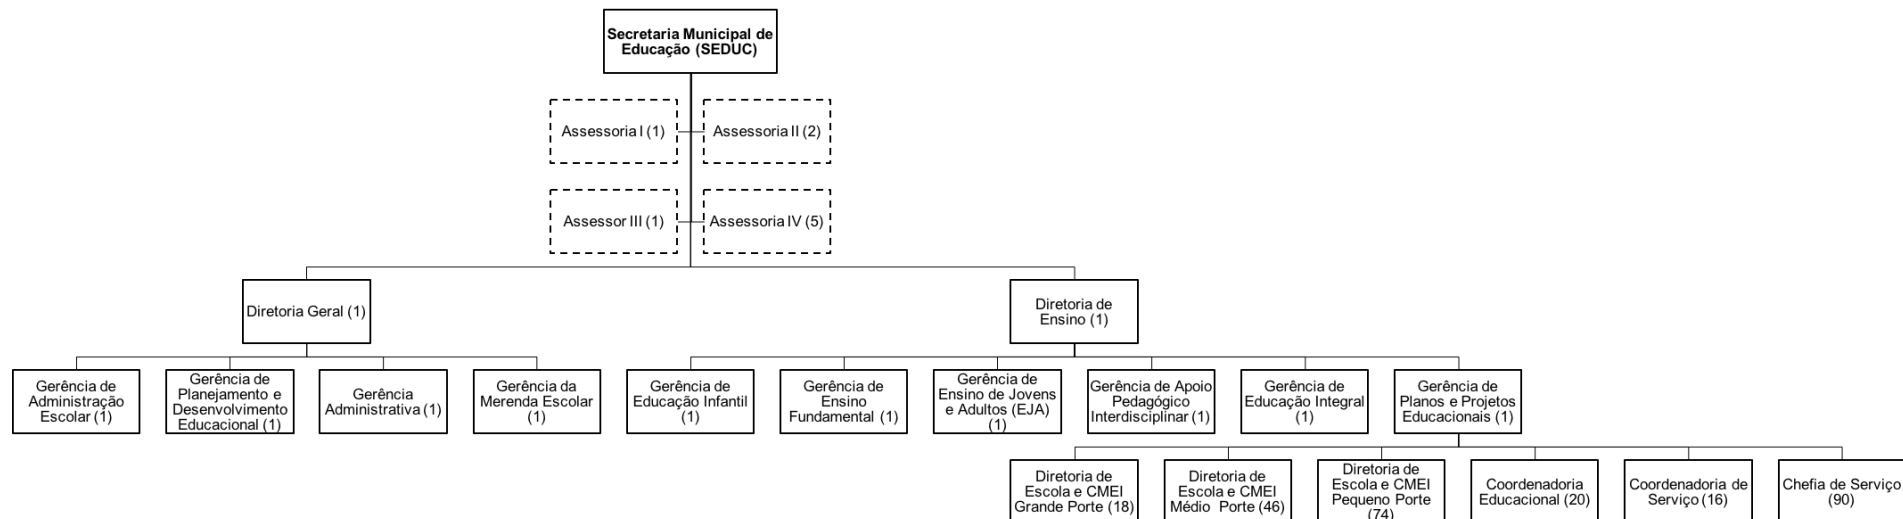 Secretaria Municipal de
Educação (SEDUC)
Assessoria I (1)
Assessoria II (2)
Assessor III (1)
Assessoria IV (5)
Diretoria Geral (1)
Diretoria de
Ensino (1)
Gerência de
Administração
Escolar (1)
Gerência de
Planejamento e
Desenvolvimento
Educacional (1)
Gerência
Administrativa (1)
Gerência da
Merenda Escolar
(1)
Gerência de
Educação Infantil
(1)
Gerência de
Ensino
Fundamental (1)
Gerência de
Ensino de Jovens
e Adultos (EJA)
(1)
Gerência de Apoio
Pedagógico
Interdisciplinar (1)
Gerência de
Educação Integral
(1)
Gerência de
Planos e Projetos
Educacionais (1)
Diretoria de
Escola e CMEI
Grande Porte (18)
Diretoria de
Escola e CMEI
Médio Porte (46)
Diretoria de
Escola e CMEI
Pequeno Porte
(74)
Coordenadoria
Educacional (20)
Coordenadoria de
Serviço (16)
Chefia de Serviço
(90)